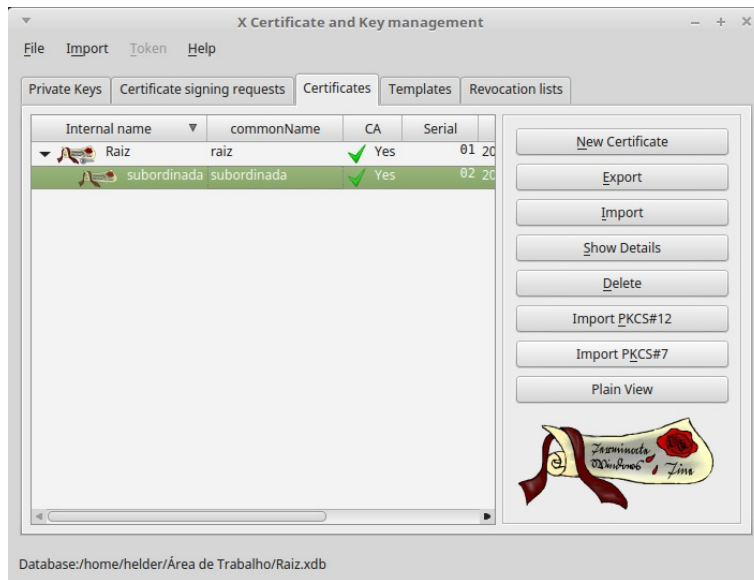 X Certificate and Key management
File Import Token Help
Private Keys Certificate signing requests Certificates Templates Revocation lists
Internal name commonName CA Serial
Raiz raiz Yes 01 20
subordinada subordinada Yes 02 20
New Certificate
Export
Import
Show Details
Delete
Import PKCS#12
Import PKCS#7
Plain View
Database:/home/helder/Área de Trabalho/Raiz.xdb